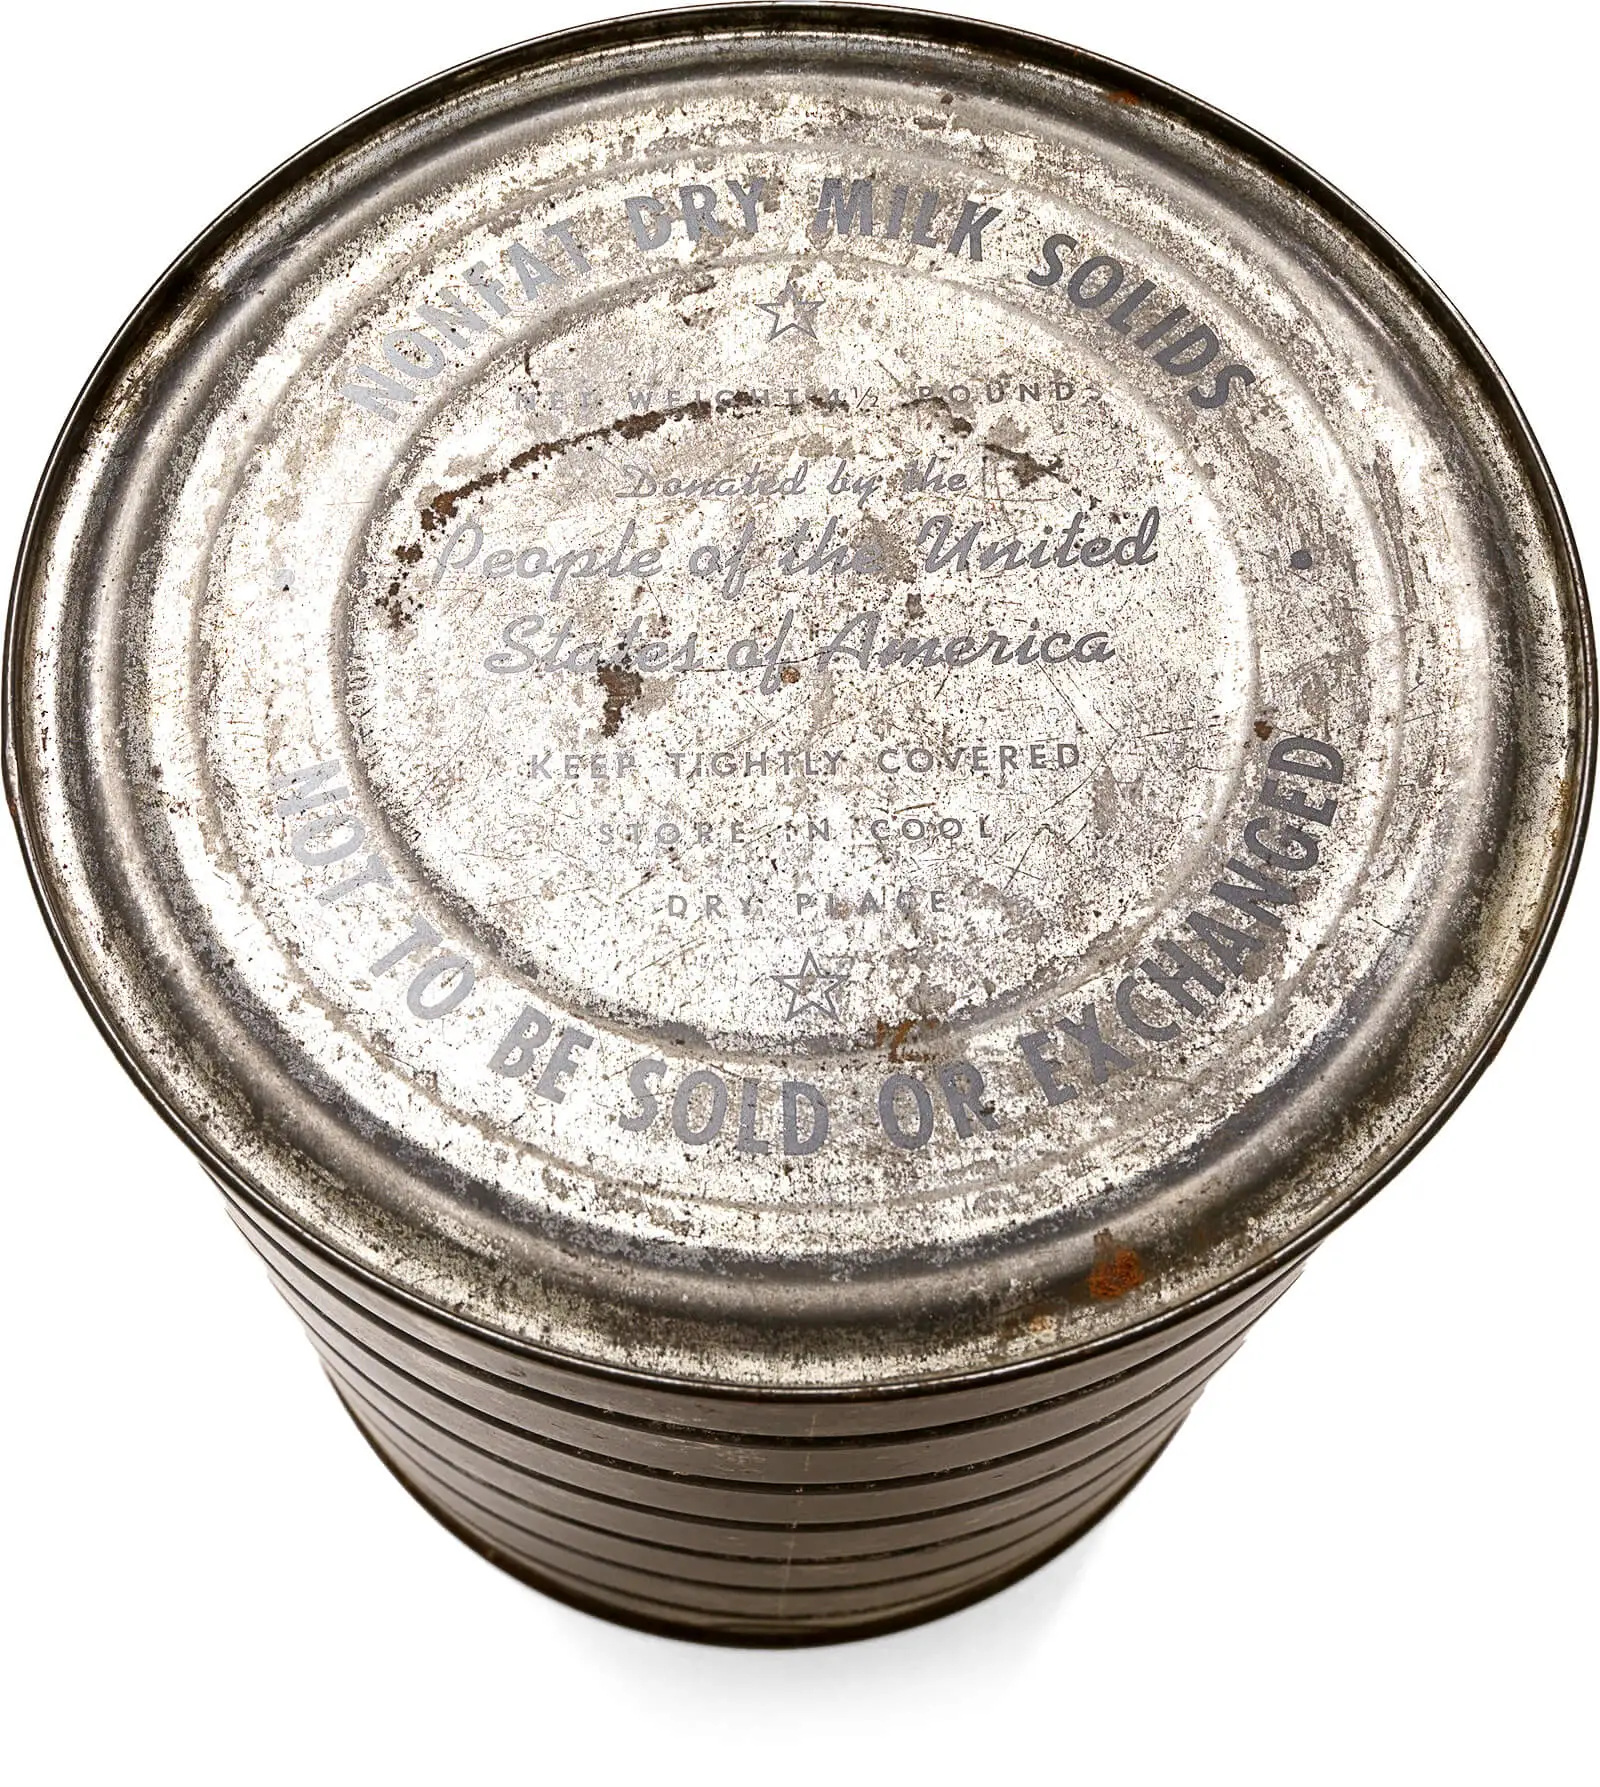 NONFAT DRY MILK SOLIDS
NET WEIGHT 4½ POUNDS
Donated by the
People of the United
States of America
KEEP TIGHTLY COVERED
STORE IN COOL
DRY PLACE
NOT TO BE SOLD OR EXCHANGED